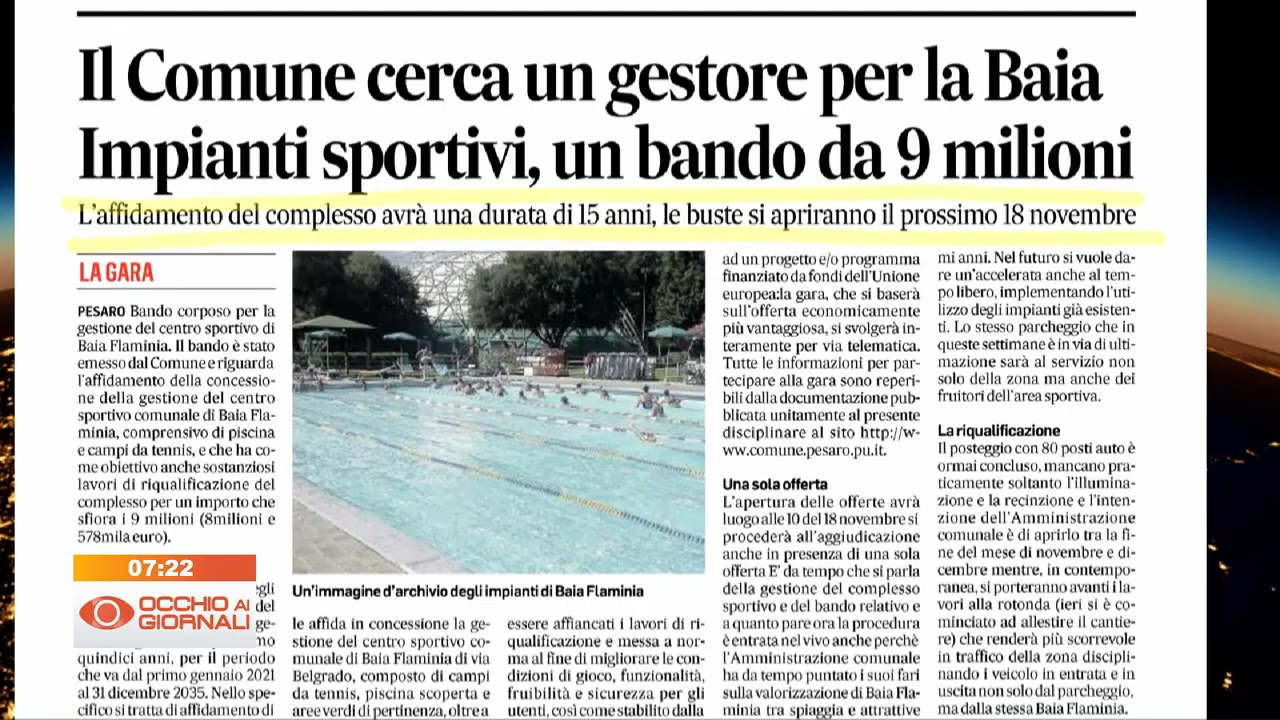 Il Comune cerca un gestore per la Baia
Impianti sportivi, un bando da 9 milioni
L'affidamento del complesso avrà una durata di 15 anni, le buste si apriranno il prossimo 18 novembre
LA GARA
PESARO Bando corposo per la
gestione del centro sportivo di
Baia Flaminia. Il bando è stato
emesso dal Comune e riguarda
l'affidamento della concessio-
ne della gestione del centro
sportivo comunale di Baia Fla-
minia, comprensivo di piscina
e campi da tennis, e che ha co-
me obiettivo anche sostanziosi
lavori di riqualificazione del
complesso per un importo che
sfiora i 9 milioni (8milioni e
578mila euro).
07:22
OCCHIO AI
GIORNALI
quindici anni, per il periodo
che va dal primo gennaio 2021
al 31 dicembre 2035. Nello spe-
cifico si tratta di affidamento di
Un'immagine d'archivio degli impianti di Baia Flaminia
le affida in concessione la ge-
stione del centro sportivo co-
munale di Baia Flaminia di via
Belgrado, composto di campi
da tennis, piscina scoperta e
aree verdi di pertinenza, oltre a
essere affiancati i lavori di ri-
qualificazione e messa a nor-
ma al fine di migliorare le con-
dizioni di gioco, funzionalità,
fruibilità e sicurezza per gli
utenti, così come stabilito dalla
ad un progetto e/o programma
finanziato da fondi dell'Unione
europea:la gara, che si baserà
sull'offerta economicamente
più vantaggiosa, si svolgerà in-
teramente per via telematica.
Tutte le informazioni per par-
tecipare alla gara sono reperi-
bili dalla documentazione pub-
blicata unitamente al presente
disciplinare al sito http://w-
ww.comune.pesaro.pu.it.
Una sola offerta
L'apertura delle offerte avrà
luogo alle 10 del 18 novembre si
procederà all'aggiudicazione
anche in presenza di una sola
offerta E' da tempo che si parla
della gestione del complesso
sportivo e del bando relativo e
a quanto pare ora la procedura
è entrata nel vivo anche perchè
l'Amministrazione comunale
ha da tempo puntato i suoi fari
sulla valorizzazione di Baia Fla-
minia tra spiaggia e attrattive
mi anni. Nel futuro si vuole da-
re un'accelerata anche al tem-
po libero, implementando l'uti-
lizzo degli impianti già esisten-
ti. Lo stesso parcheggio che in
queste settimane è in via di ulti-
mazione sarà al servizio non
solo della zona ma anche dei
fruitori dell'area sportiva.
La riqualificazione
Il posteggio con 80 posti auto è
ormai concluso, mancano pra-
ticamente soltanto l'illumina-
zione e la recinzione e l'inten-
zione dell'Amministrazione
comunale è di aprirlo tra la fi-
ne del mese di novembre e di-
cembre mentre, in contempo-
ranea, si porteranno avanti i la-
vori alla rotonda (ieri si è co-
minciato ad allestire il cantie-
re) che renderà più scorrevole
in traffico della zona discipli-
nando i veicolo in entrata e in
uscita non solo dal parcheggio,
ma dalla stessa Baia Flaminia.